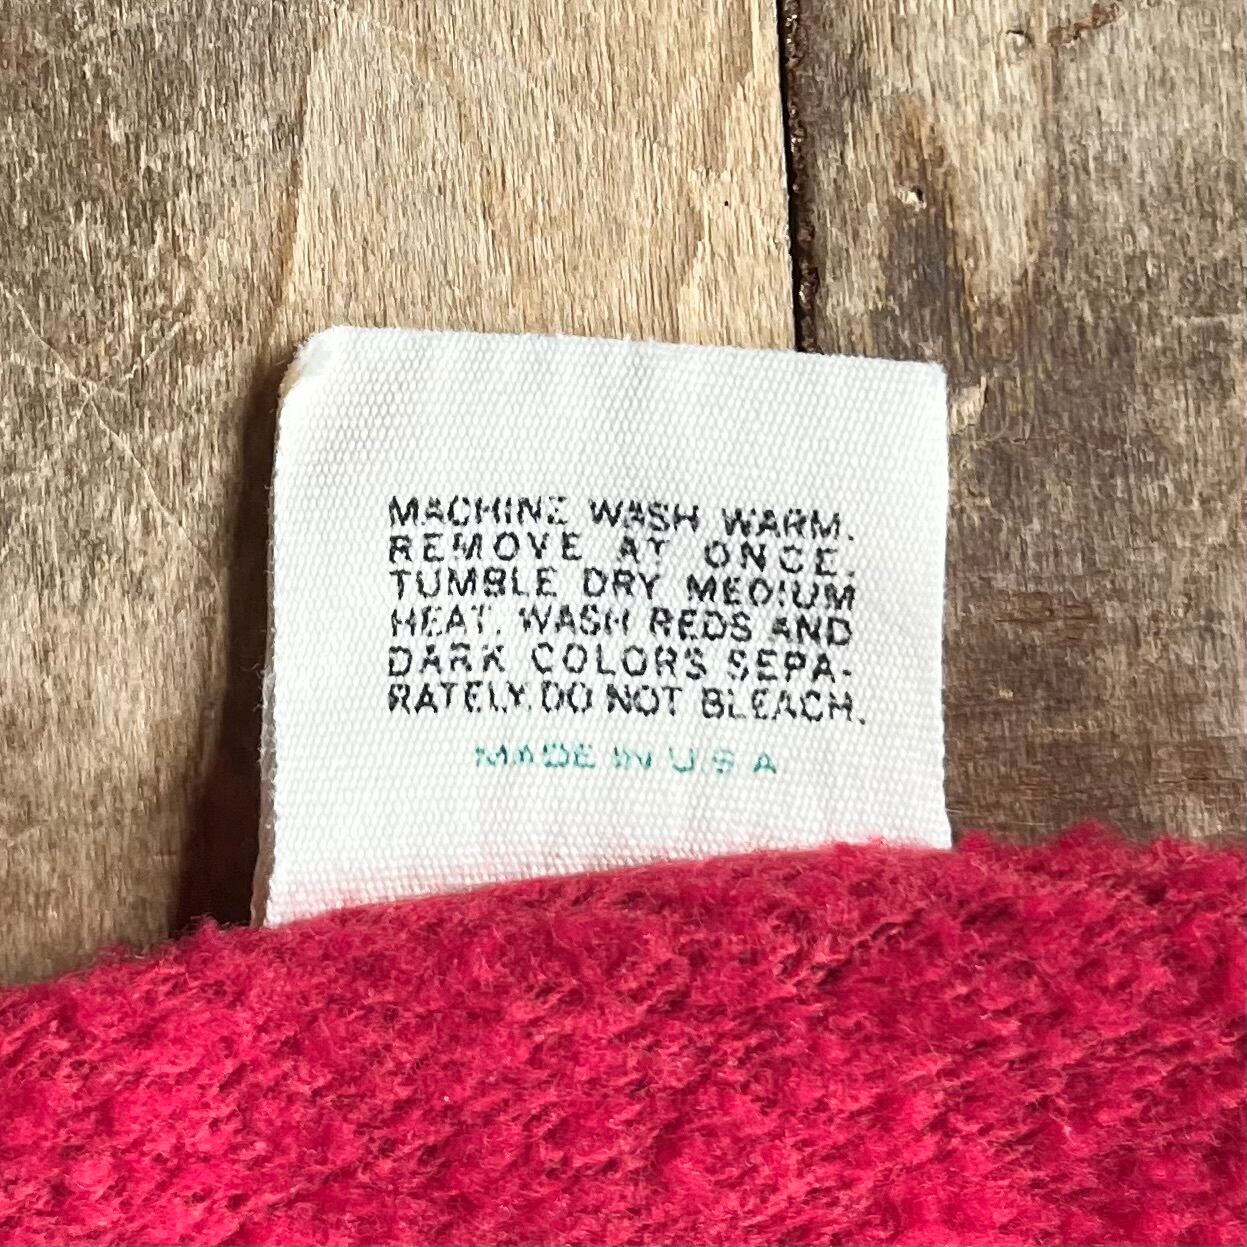 MACHINE WASH WARM.
REMOVE AT ONCE.
TUMBLE DRY MEDIUM
HEAT. WASH REDS AND
DARK COLORS SEPA-
RATELY. DO NOT BLEACH.
MADE IN U.S A